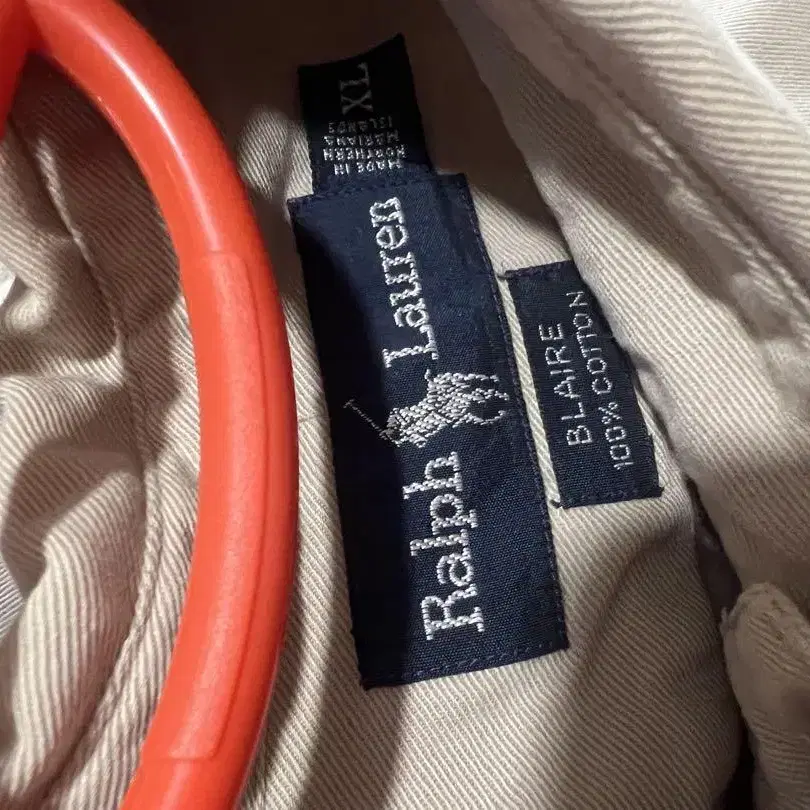 XL
MADE IN
NORTHERN
MARIANA
ISLANDS
Ralph Lauren
BLAIRE
100% COTTON